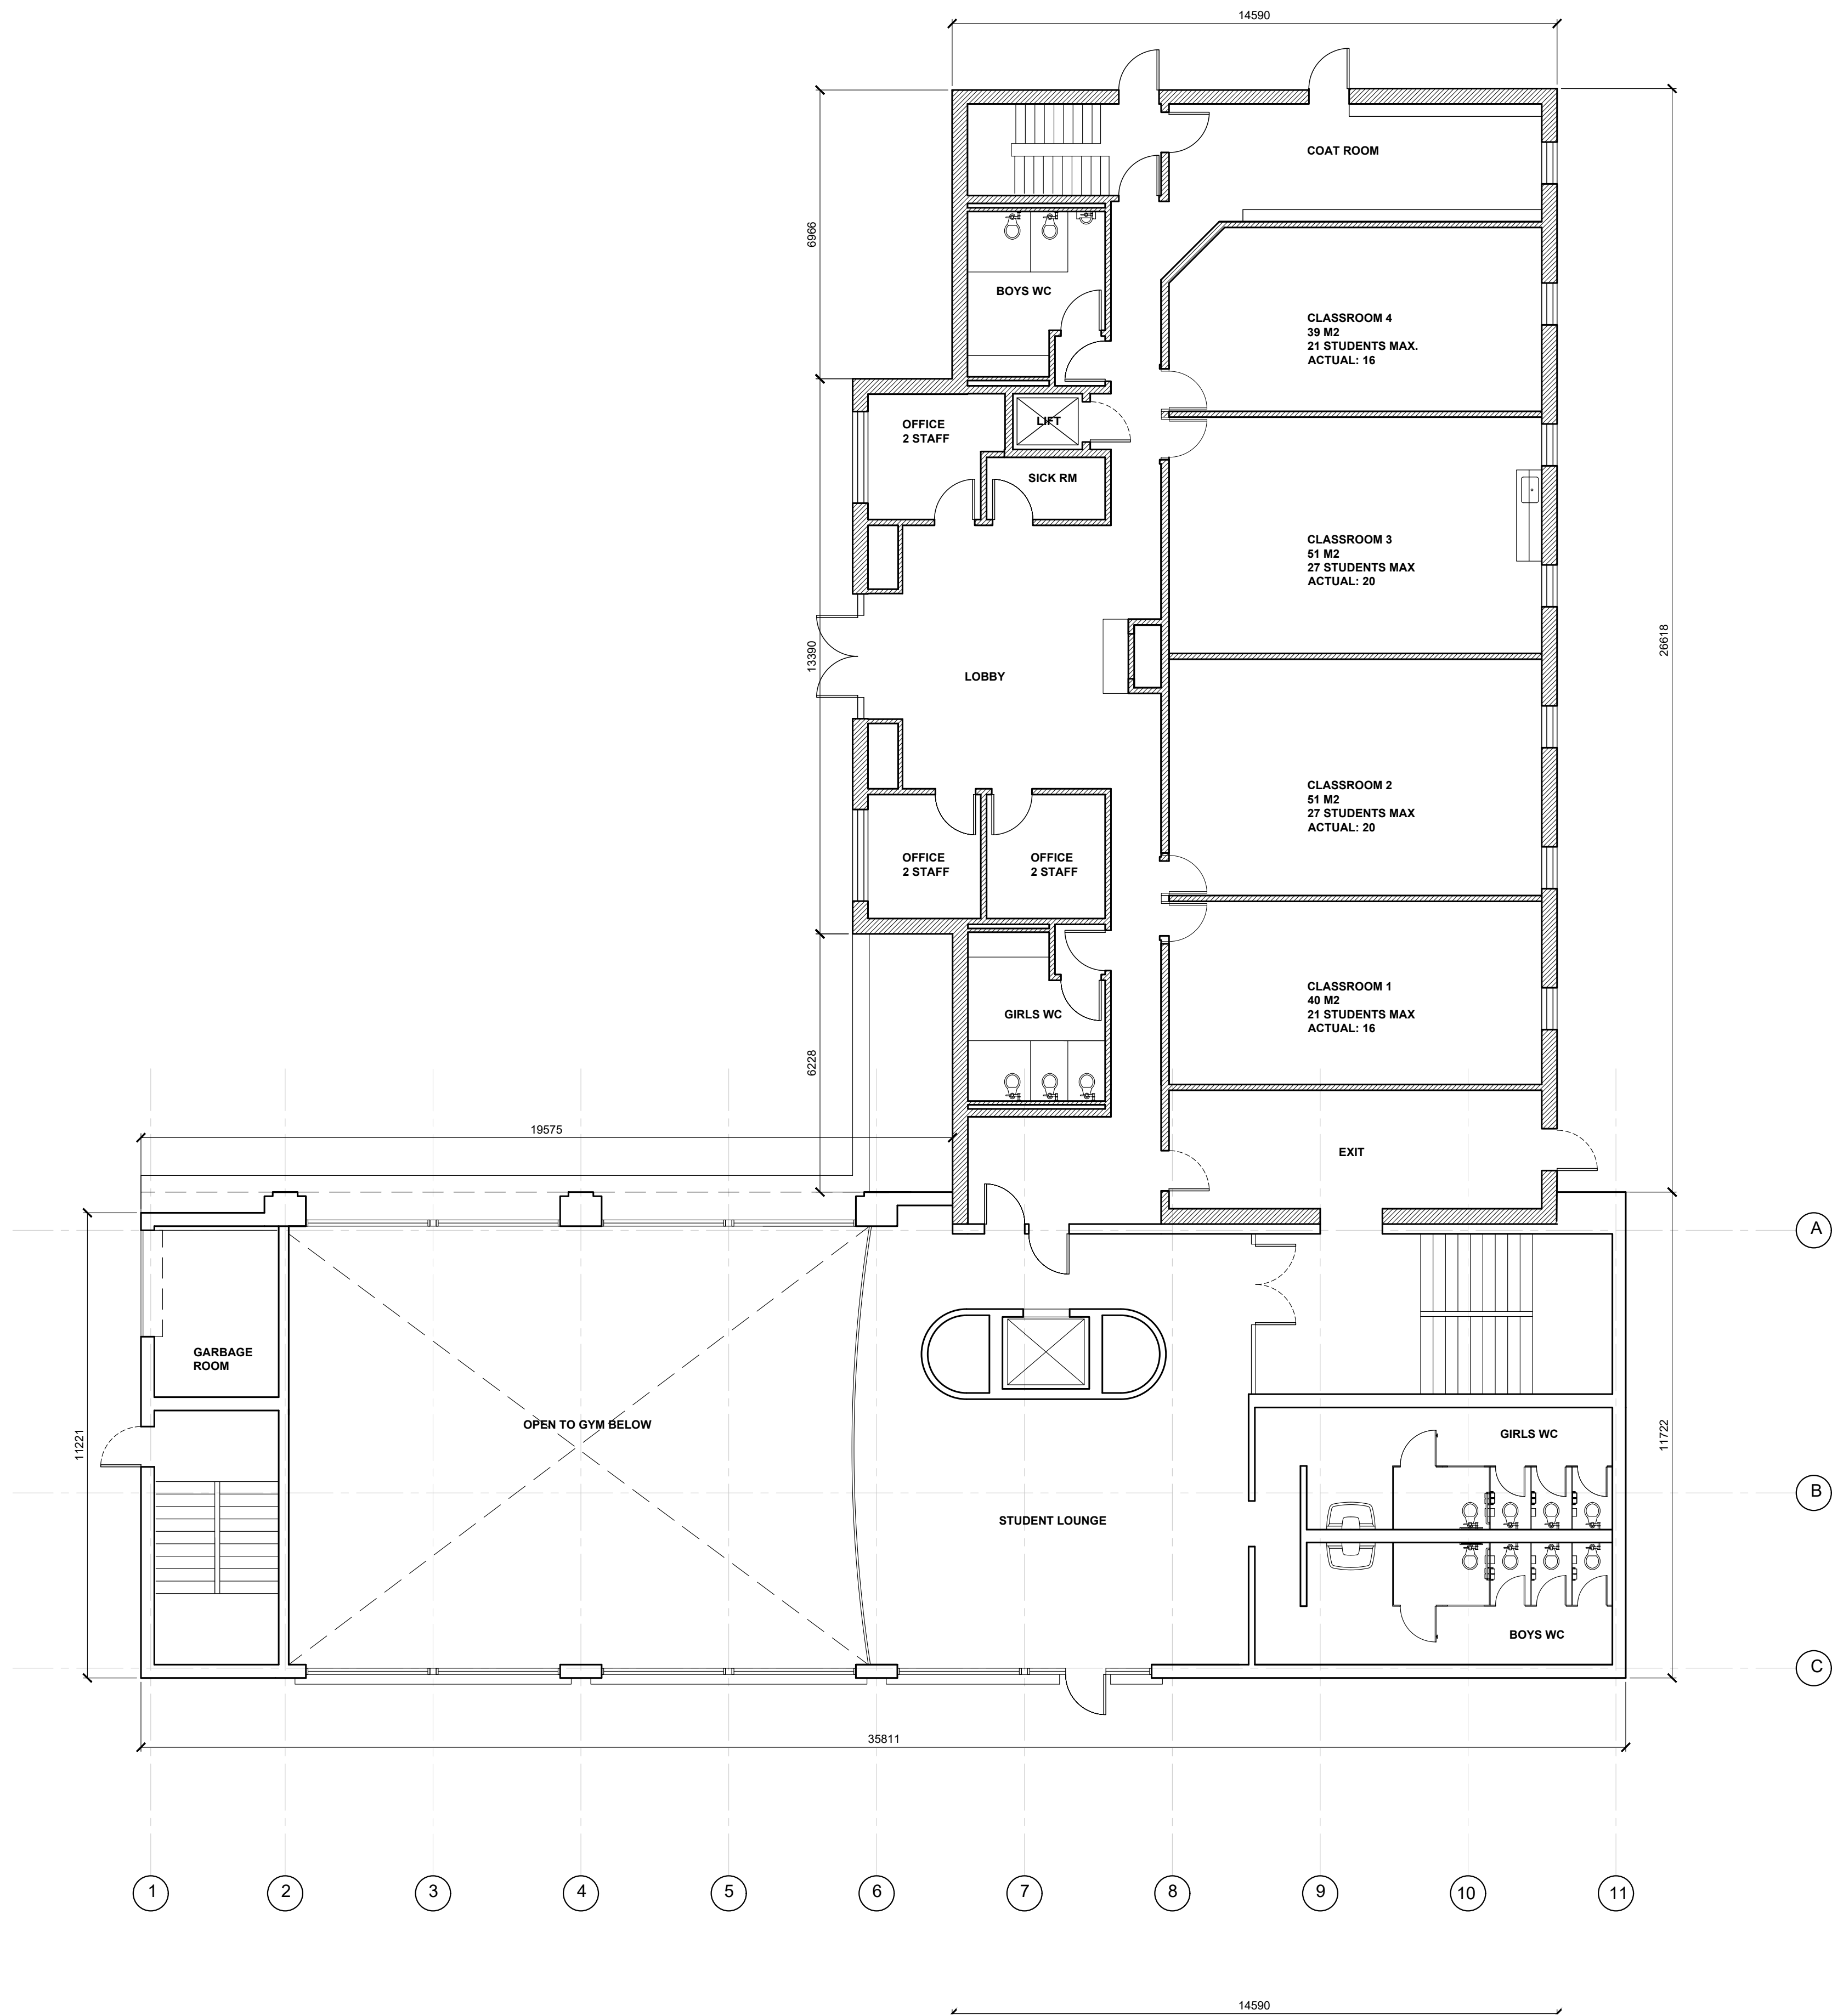 14590
COAT ROOM
6966
BOYS WC
CLASSROOM 4
39 M2
21 STUDENTS MAX.
ACTUAL: 16
OFFICE
2 STAFF
LIFT
SICK RM
CLASSROOM 3
51 M2
27 STUDENTS MAX
ACTUAL: 20
13390
26618
LOBBY
CLASSROOM 2
51 M2
27 STUDENTS MAX
ACTUAL: 20
OFFICE
2 STAFF
OFFICE
2 STAFF
CLASSROOM 1
40 M2
21 STUDENTS MAX
ACTUAL: 16
GIRLS WC
6228
19575
EXIT
A
GARBAGE
ROOM
OPEN TO GYM BELOW
11221
11722
GIRLS WC
B
STUDENT LOUNGE
BOYS WC
C
35811
1 2 3 4 5 6 7 8 9 10 11
14590